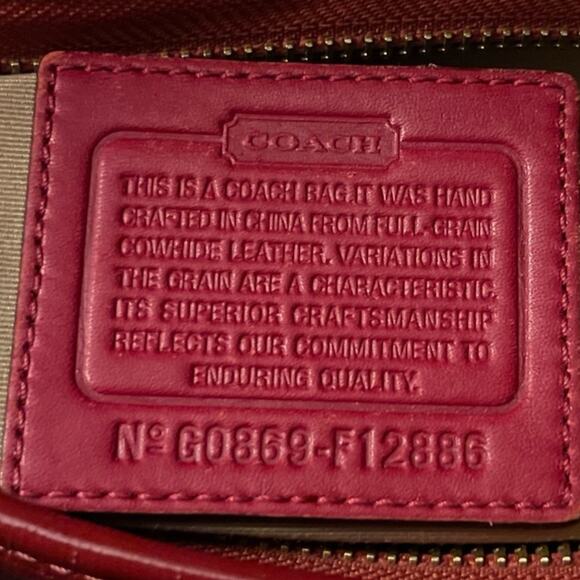 COACH
THIS IS A COACH BAG.IT WAS HAND
CRAFTED IN CHINA FROM FULL-GRAIN
COWHIDE LEATHER. VARIATIONS IN
THE GRAIN ARE A CHARACTERISTIC.
ITS SUPERIOR CRAFTSMANSHIP
REFLECTS OUR COMMITMENT TO
ENDURING QUALITY.
Nº G0869-F12886